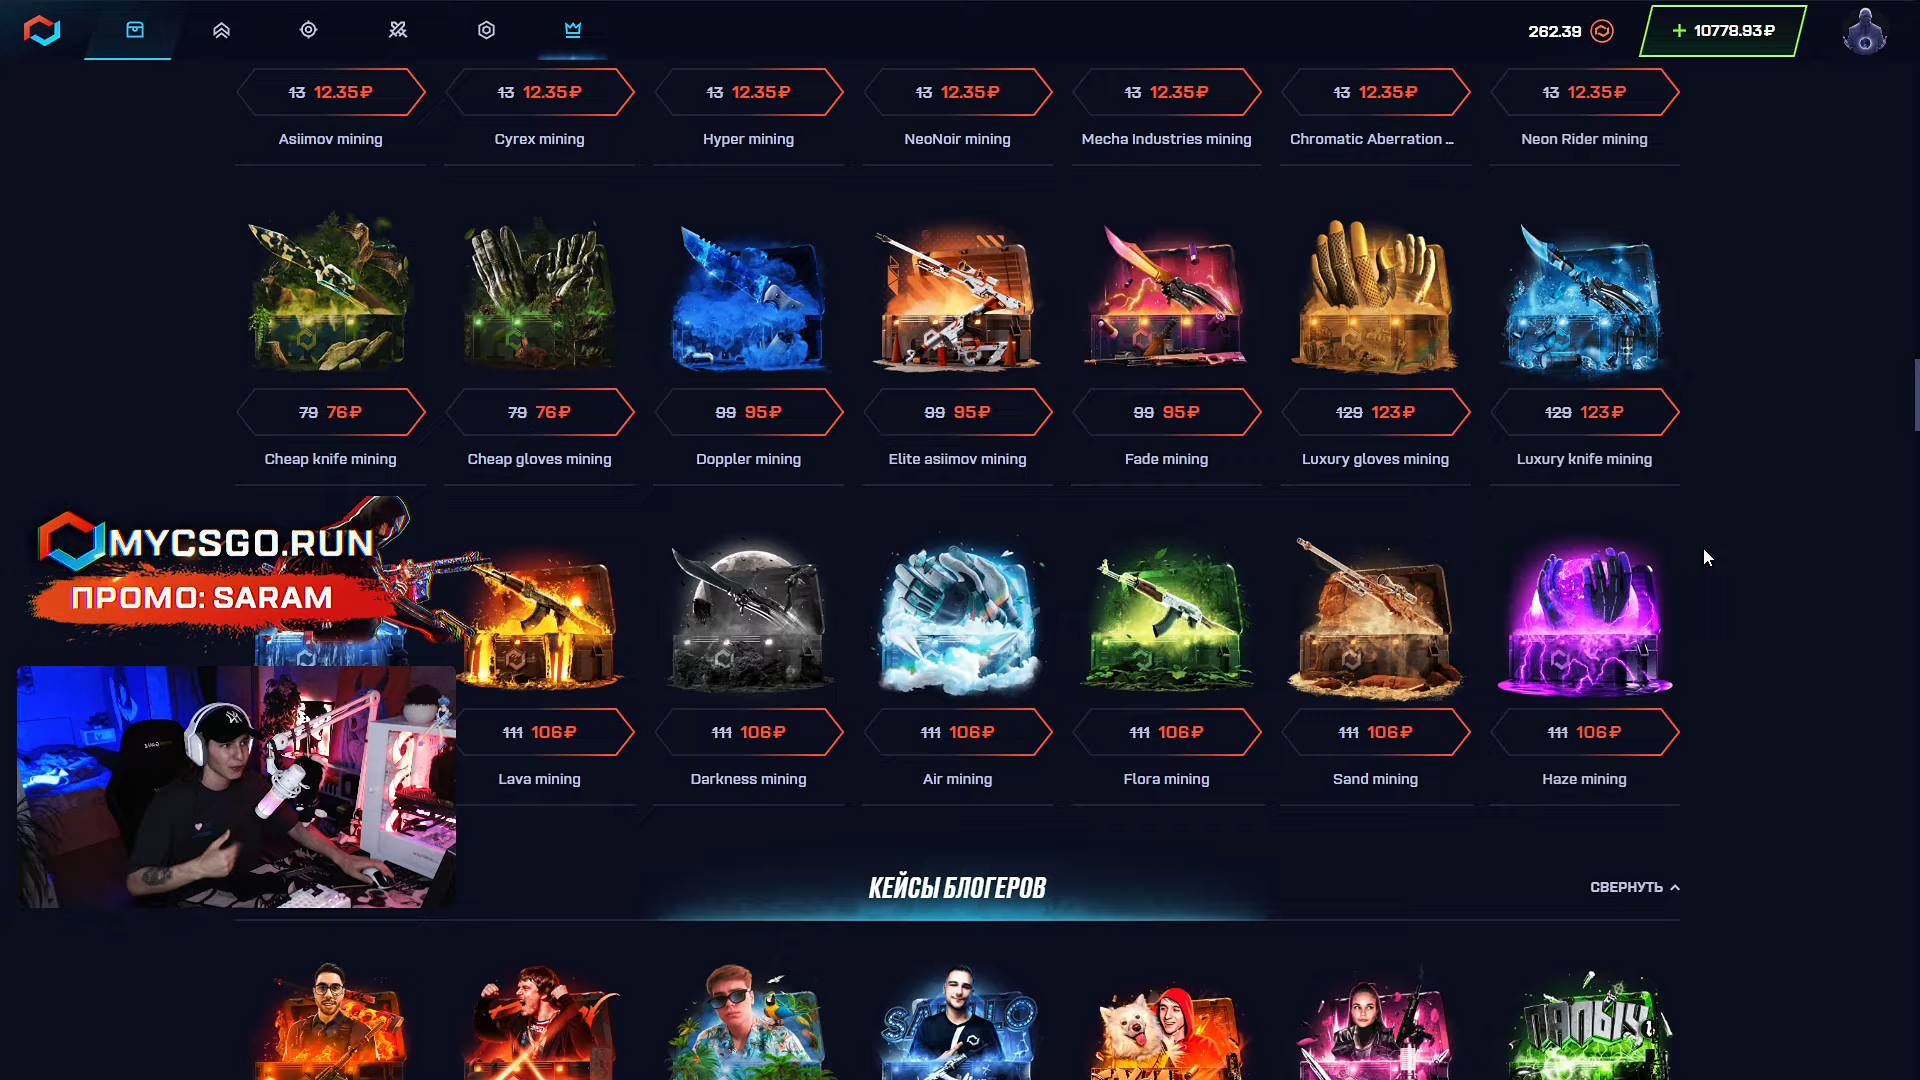 262.39
+ 10778.93₽
13 12.35₽
13 12.35₽
13 12.35₽
13 12.35₽
13 12.35₽
13 12.35₽
13 12.35₽
Asiimov mining
Cyrex mining
Hyper mining
NeoNoir mining
Mecha Industries mining
Chromatic Aberration ...
Neon Rider mining
79 76₽
79 76₽
99 95₽
99 95₽
99 95₽
129 123₽
129 123₽
Cheap knife mining
Cheap gloves mining
Doppler mining
Elite asiimov mining
Fade mining
Luxury gloves mining
Luxury knife mining
MYCSGO.RUN
ПРОМО: SARAM
111 106₽
111 106₽
111 106₽
111 106₽
111 106₽
111 106₽
Lava mining
Darkness mining
Air mining
Flora mining
Sand mining
Haze mining
КЕЙСЫ БЛОГЕРОВ
СВЕРНУТЬ
ПАПЫЧ